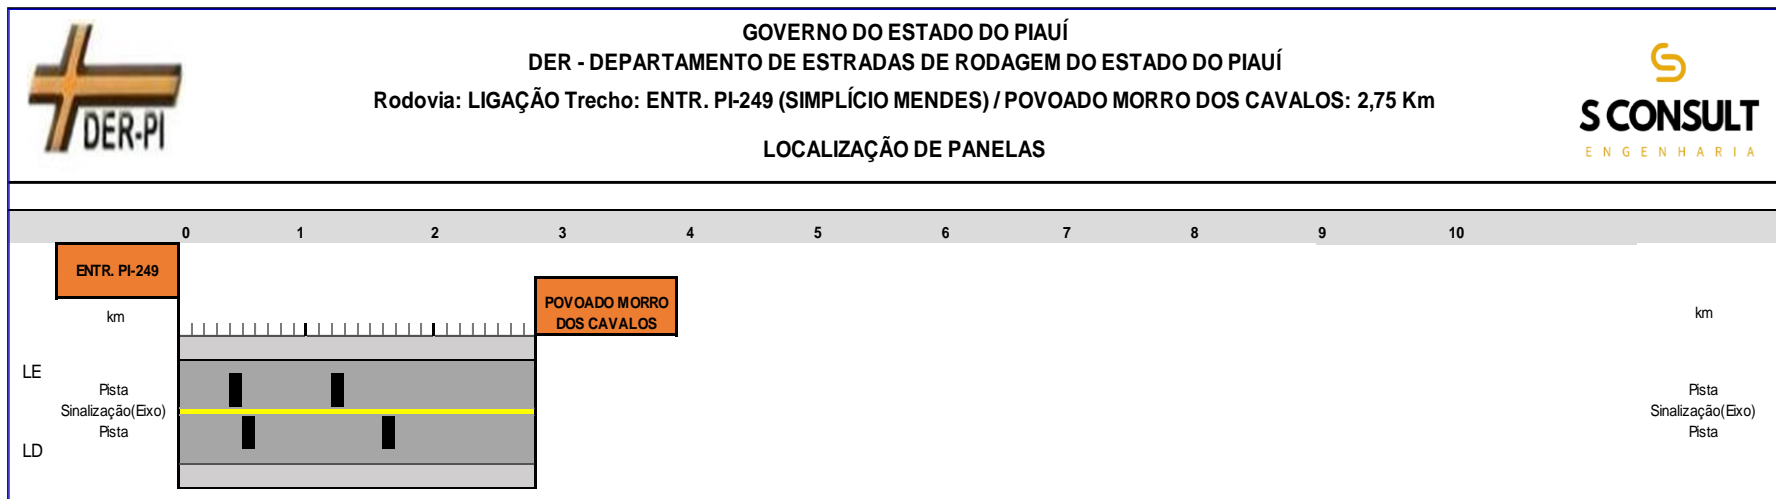 GOVERNO DO ESTADO DO PIAUÍ
DER - DEPARTAMENTO DE ESTRADAS DE RODAGEM DO ESTADO DO PIAUÍ
Rodovia: LIGAÇÃO Trecho: ENTR. PI-249 (SIMPLÍCIO MENDES) / POVOADO MORRO DOS CAVALOS: 2,75 Km
LOCALIZAÇÃO DE PANELAS
DER-PI
S CONSULT
ENGENHARIA
0 1 2 3 4 5 6 7 8 9 10
ENTR. PI-249
POVOADO MORRO
DOS CAVALOS
km
km
LE
Pista
Sinalização(Eixo)
Pista
LD
Pista
Sinalização(Eixo)
Pista